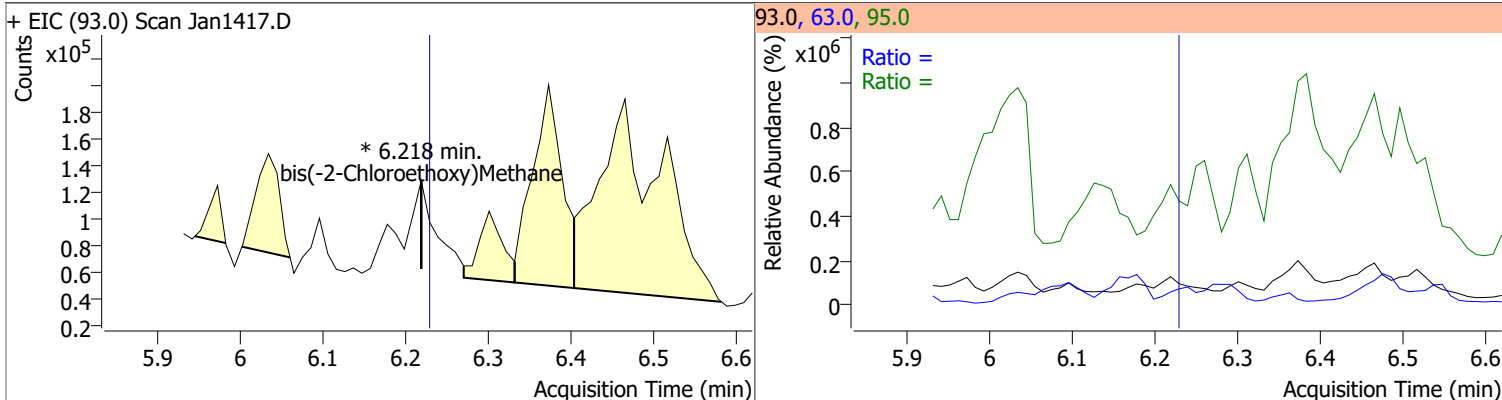 + EIC (93.0) Scan Jan1417.D
Counts
x10⁵
1.8
1.6
1.4
1.2
1
0.8
0.6
0.4
0.2
* 6.218 min.
bis(-2-Chloroethoxy)Methane
5.9 6 6.1 6.2 6.3 6.4 6.5 6.6
Acquisition Time (min)
93.0, 63.0, 95.0
Relative Abundance (%)
x10⁶
Ratio =
Ratio =
0.8
0.6
0.4
0.2
0
5.9 6 6.1 6.2 6.3 6.4 6.5 6.6
Acquisition Time (min)